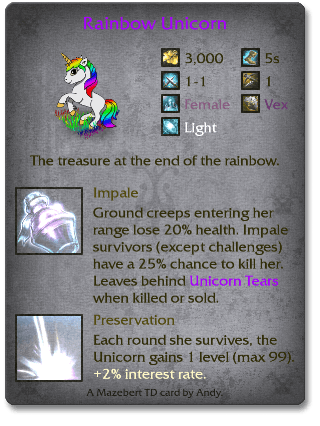 Rainbow Unicorn
3,000 5s
1-1 1
Female Vex
Light
The treasure at the end of the rainbow.
Impale
Ground creeps entering her
range lose 20% health. Impale
survivors (except challenges)
have a 25% chance to kill her.
Leaves behind Unicorn Tears
when killed or sold.
Preservation
Each round she survives, the
Unicorn gains 1 level (max 99).
+2% interest rate.
A Mazebert TD card by Andy.